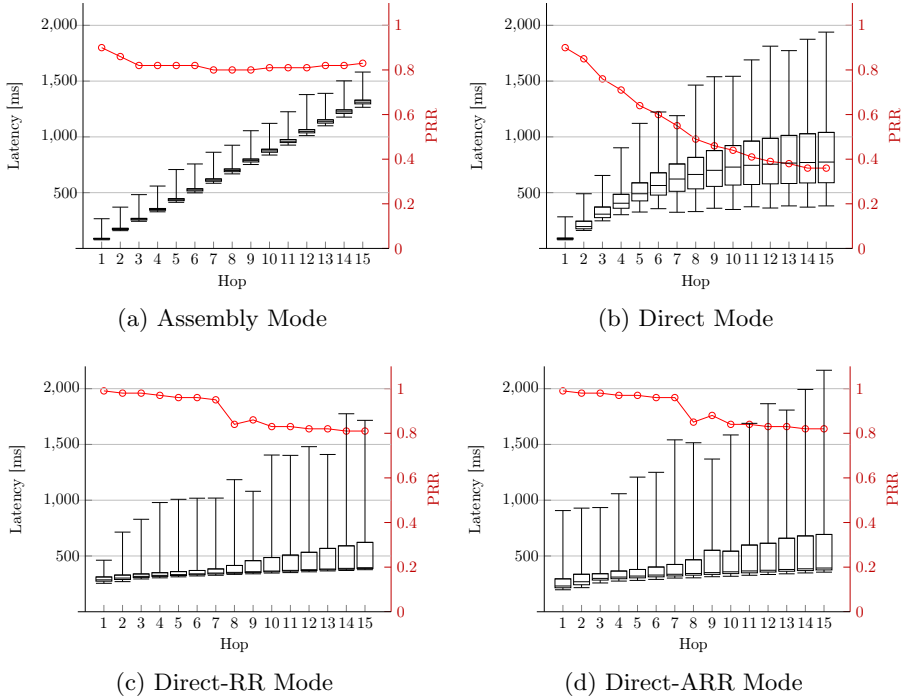 2,000
1,500
1,000
500
Latency [ms]
1
0.8
0.6
0.4
0.2
0
PRR
1 2 3 4 5 6 7 8 9 10 11 12 13 14 15
Hop
(a) Assembly Mode
2,000
1,500
1,000
500
Latency [ms]
1
0.8
0.6
0.4
0.2
0
PRR
1 2 3 4 5 6 7 8 9 10 11 12 13 14 15
Hop
(b) Direct Mode
2,000
1,500
1,000
500
Latency [ms]
1
0.8
0.6
0.4
0.2
0
PRR
1 2 3 4 5 6 7 8 9 10 11 12 13 14 15
Hop
(c) Direct-RR Mode
2,000
1,500
1,000
500
Latency [ms]
1
0.8
0.6
0.4
0.2
0
PRR
1 2 3 4 5 6 7 8 9 10 11 12 13 14 15
Hop
(d) Direct-ARR Mode